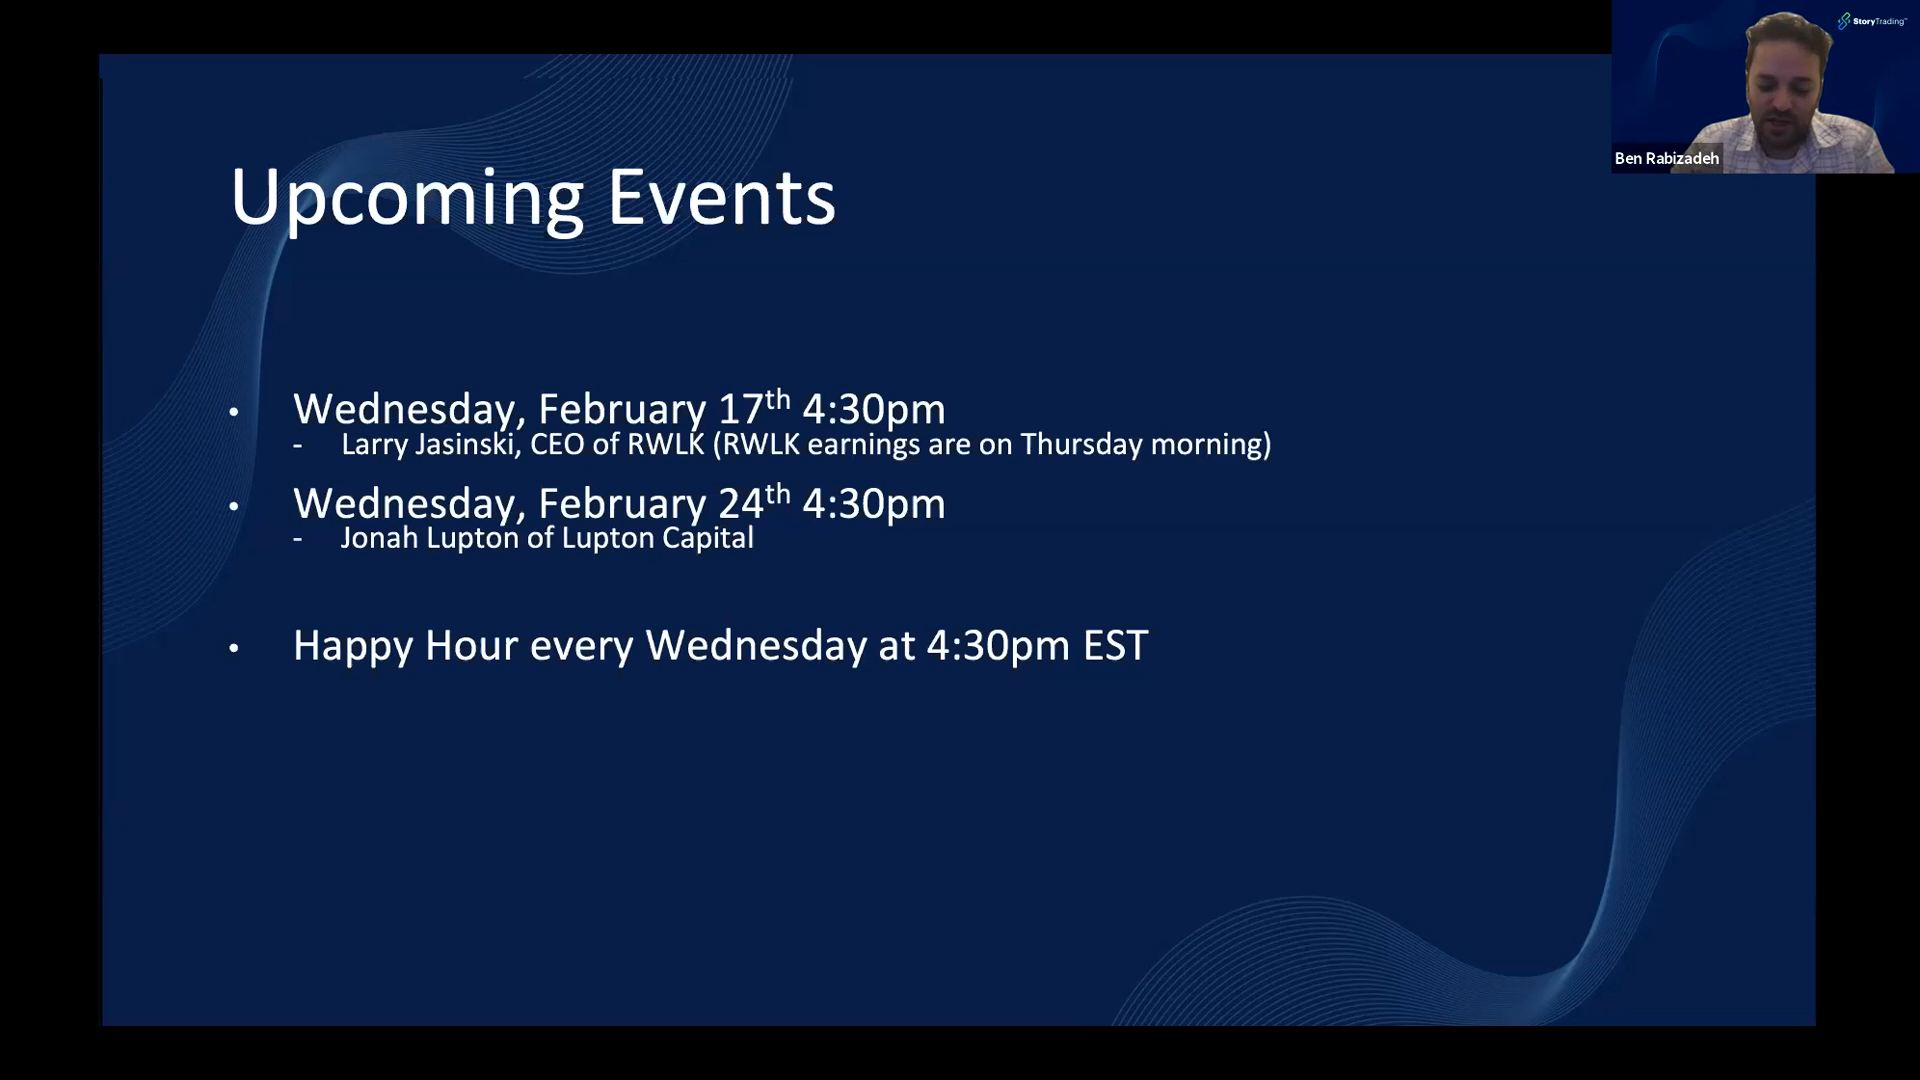 StoryTrading™
Ben Rabizadeh
Upcoming Events
• Wednesday, February 17th 4:30pm
- Larry Jasinski, CEO of RWLK (RWLK earnings are on Thursday morning)
• Wednesday, February 24th 4:30pm
- Jonah Lupton of Lupton Capital
• Happy Hour every Wednesday at 4:30pm EST